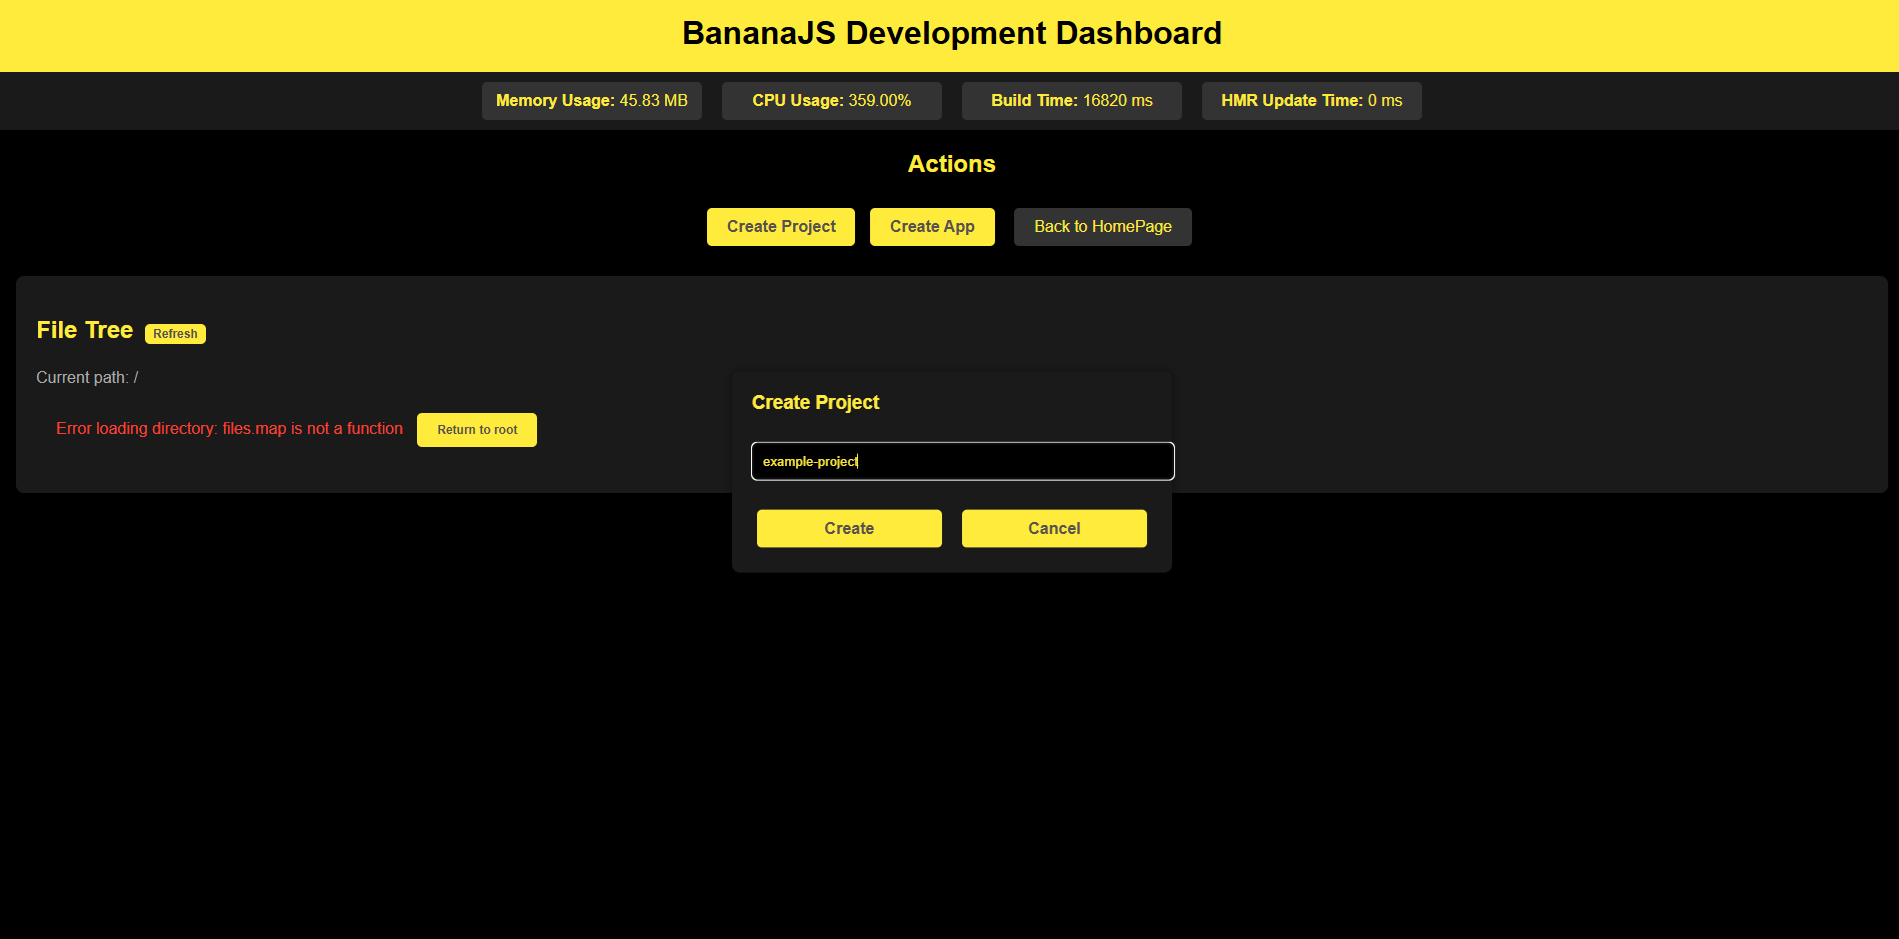 BananaJS Development Dashboard
Memory Usage: 45.83 MB
CPU Usage: 359.00%
Build Time: 16820 ms
HMR Update Time: 0 ms
Actions
Create Project
Create App
Back to HomePage
File Tree
Refresh
Current path: /
Error loading directory: files.map is not a function
Return to root
Create Project
example-project
Create
Cancel